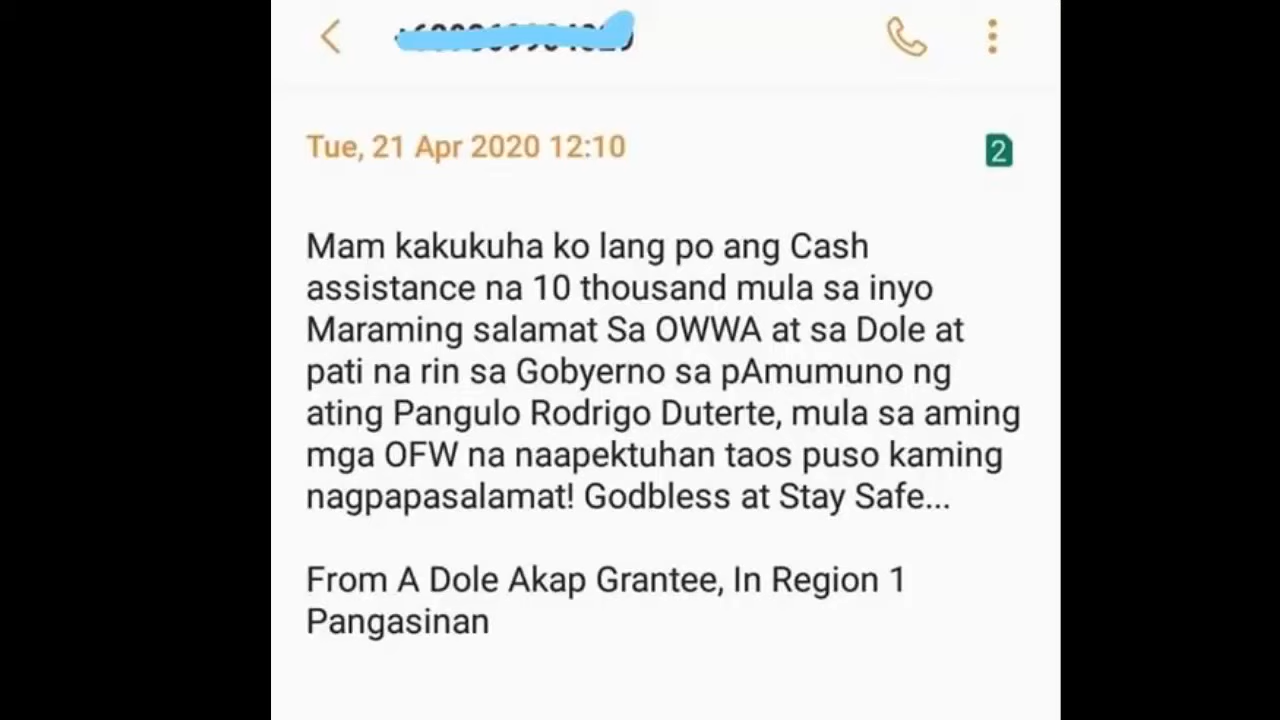 Tue, 21 Apr 2020 12:10
2
Mam kakukuha ko lang po ang Cash
assistance na 10 thousand mula sa inyo
Maraming salamat Sa OWWA at sa Dole at
pati na rin sa Gobyerno sa pAmumuno ng
ating Pangulo Rodrigo Duterte, mula sa aming
mga OFW na naapektuhan taos puso kaming
nagpapasalamat! Godbless at Stay Safe...
From A Dole Akap Grantee, In Region 1
Pangasinan